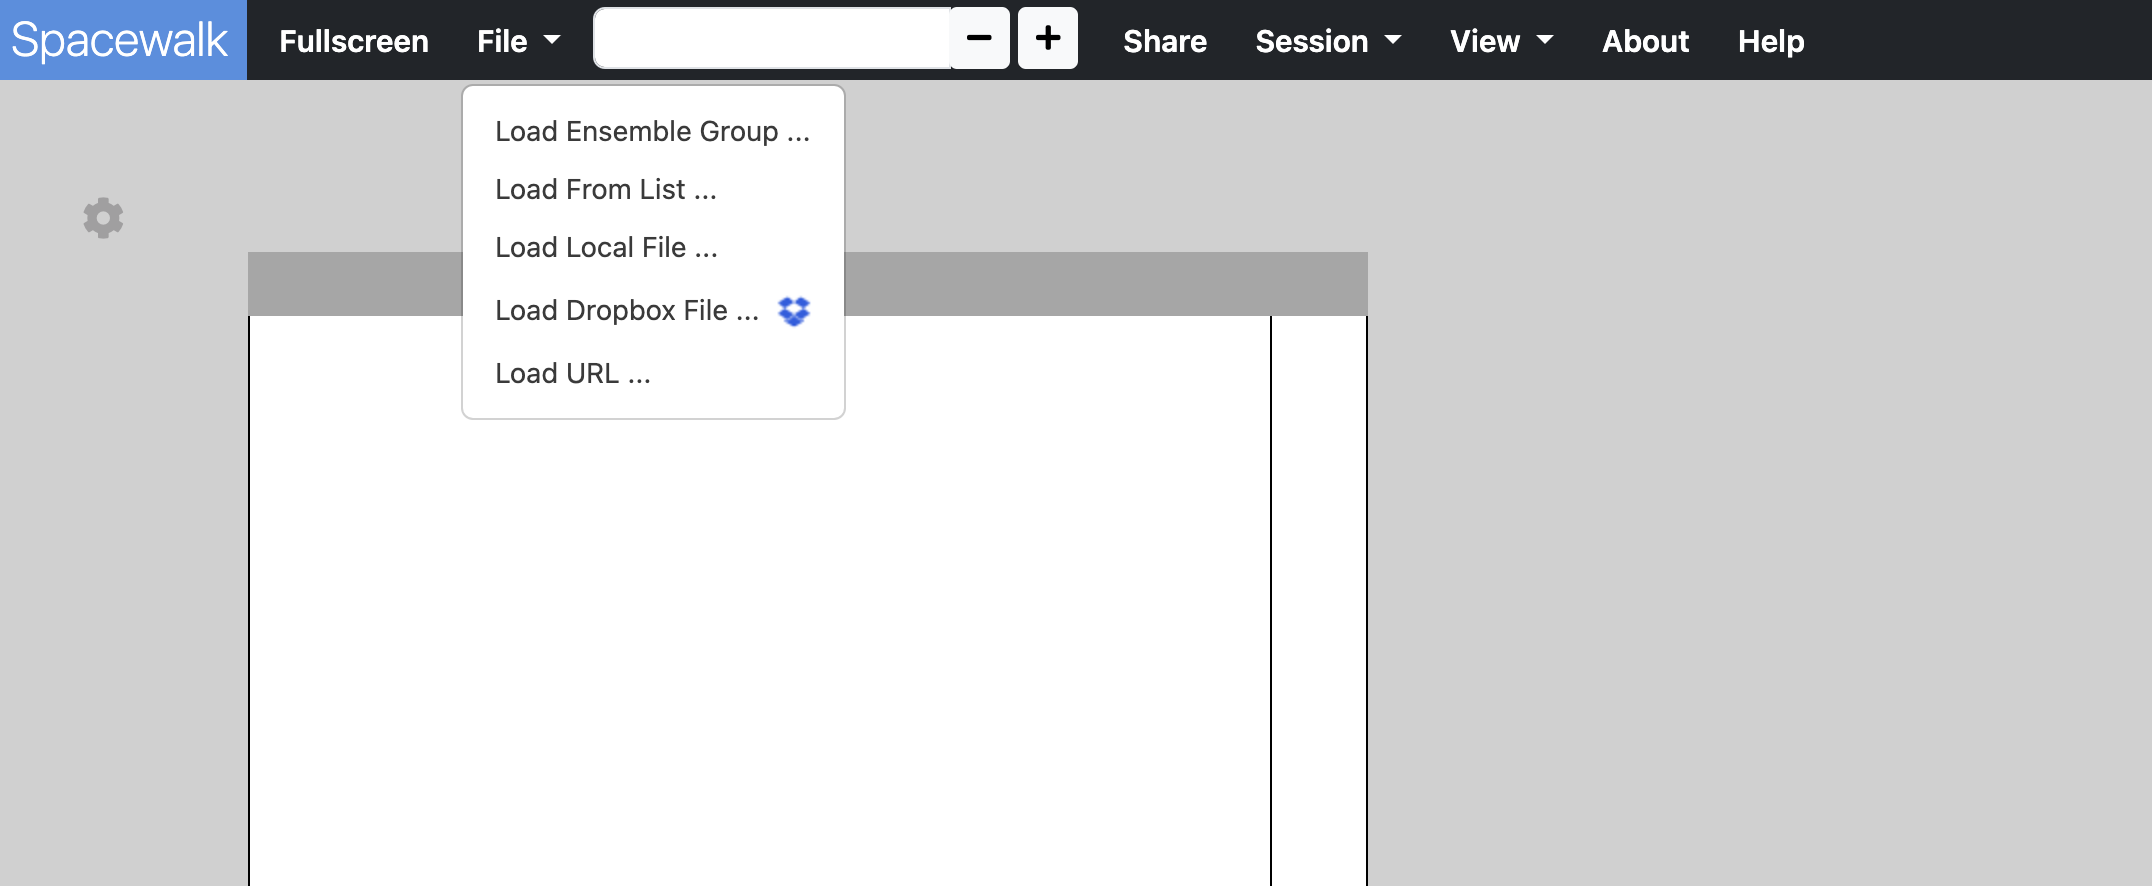 Spacewalk Fullscreen File Share Session View About Help
Load Ensemble Group ...
Load From List ...
Load Local File ...
Load Dropbox File ...
Load URL ...